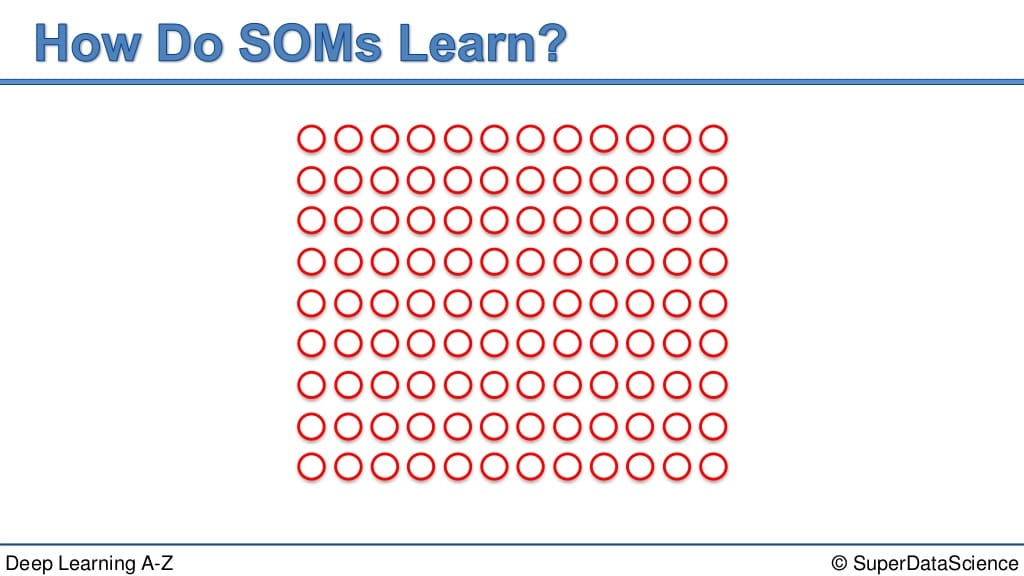 How Do SOMs Learn?
Deep Learning A-Z
© SuperDataScience